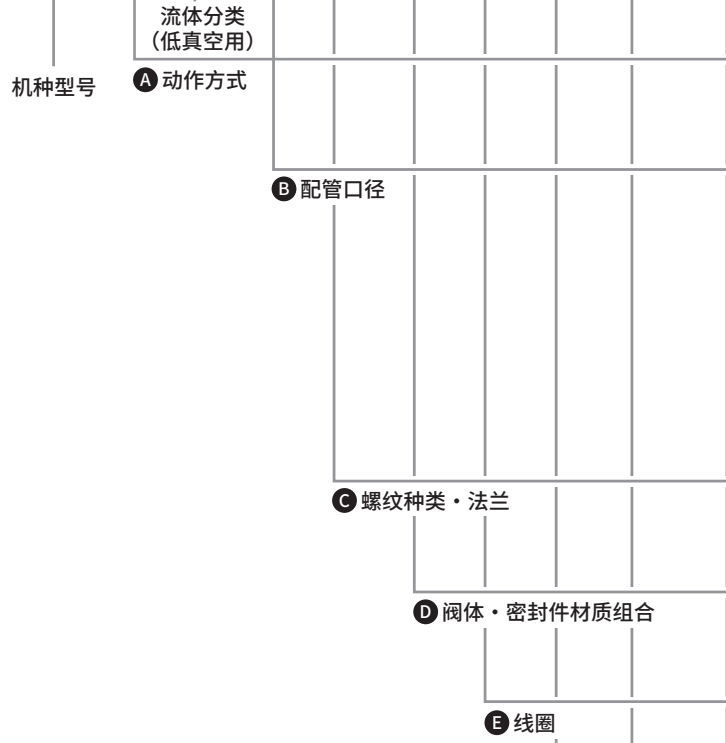 流体分类
（低真空用）
机种型号
A 动作方式
B 配管口径
C 螺纹种类・法兰
D 阀体・密封件材质组合
E 线圈